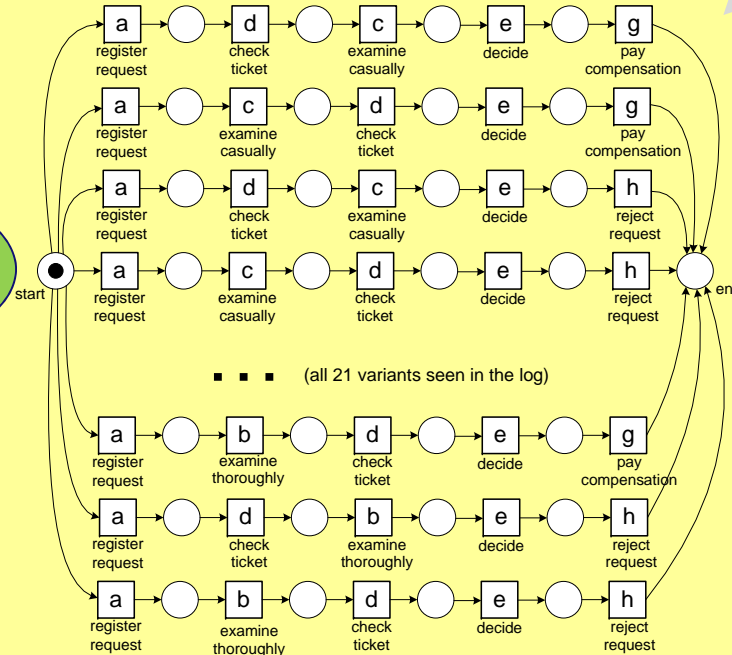 a d c e g
register check examine decide pay
request ticket casually compensation
a c d e g
register examine check decide pay
request casually ticket compensation
a d c e h
register check examine decide reject
request ticket casually request
a c d e h
start register examine check decide reject en
request casually ticket request
(all 21 variants seen in the log)
a b d e g
register examine check decide pay
request thoroughly ticket compensation
a d b e h
register check examine decide reject
request ticket thoroughly request
a b d e h
register examine check decide reject
request thoroughly ticket request